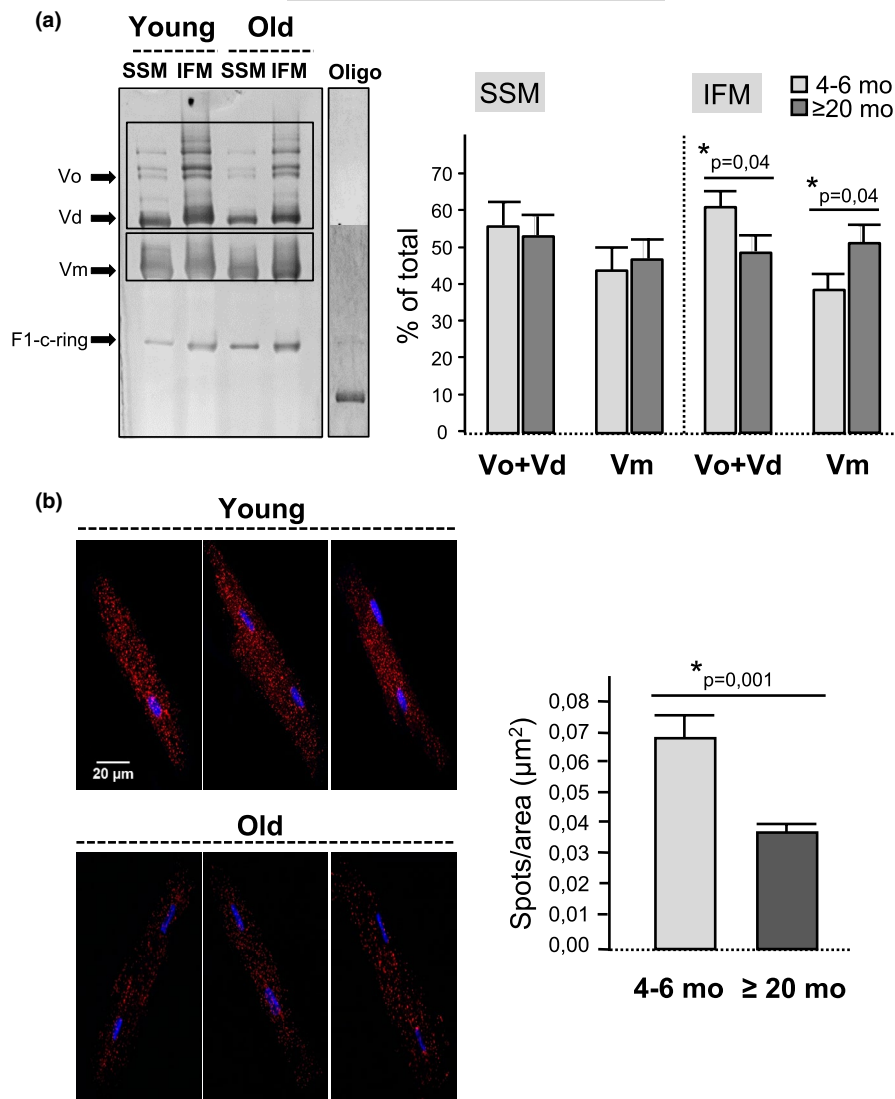 (a)
Young Old
SSM IFM SSM IFM Oligo
Vo
Vd
Vm
F1-c-ring
SSM
IFM
4-6 mo
≥20 mo
*
p=0,04
*
p=0,04
% of total
70
60
50
40
30
20
10
0
Vo+Vd Vm Vo+Vd Vm
(b)
Young
20 µm
Old
*
p=0,001
Spots/area (µm²)
0,08
0,07
0,06
0,05
0,04
0,03
0,02
0,01
0,00
4-6 mo ≥ 20 mo